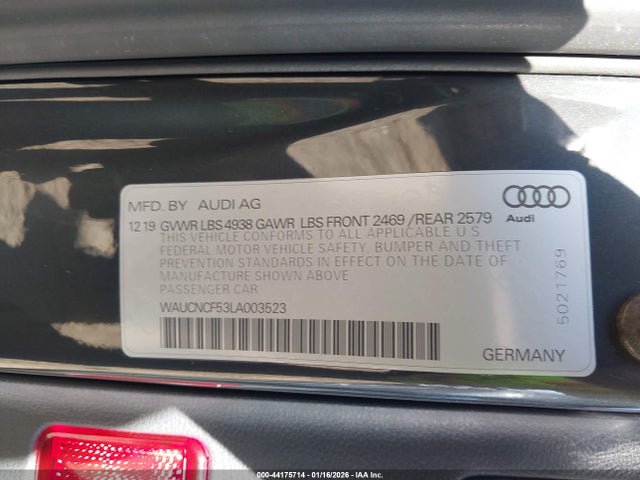 MFD. BY AUDI AG
12 19 GVWR LBS 4938 GAWR LBS FRONT 2469 /REAR 2579
THIS VEHICLE CONFORMS TO ALL APPLICABLE U S
FEDERAL MOTOR VEHICLE SAFETY, BUMPER AND THEFT
PREVENTION STANDARDS IN EFFECT ON THE DATE OF
MANUFACTURE SHOWN ABOVE
PASSENGER CAR
WAUCNCF53LA003523
Audi
5021769
GERMANY
000-44175714 - 01/16/2026 - IAA Inc.